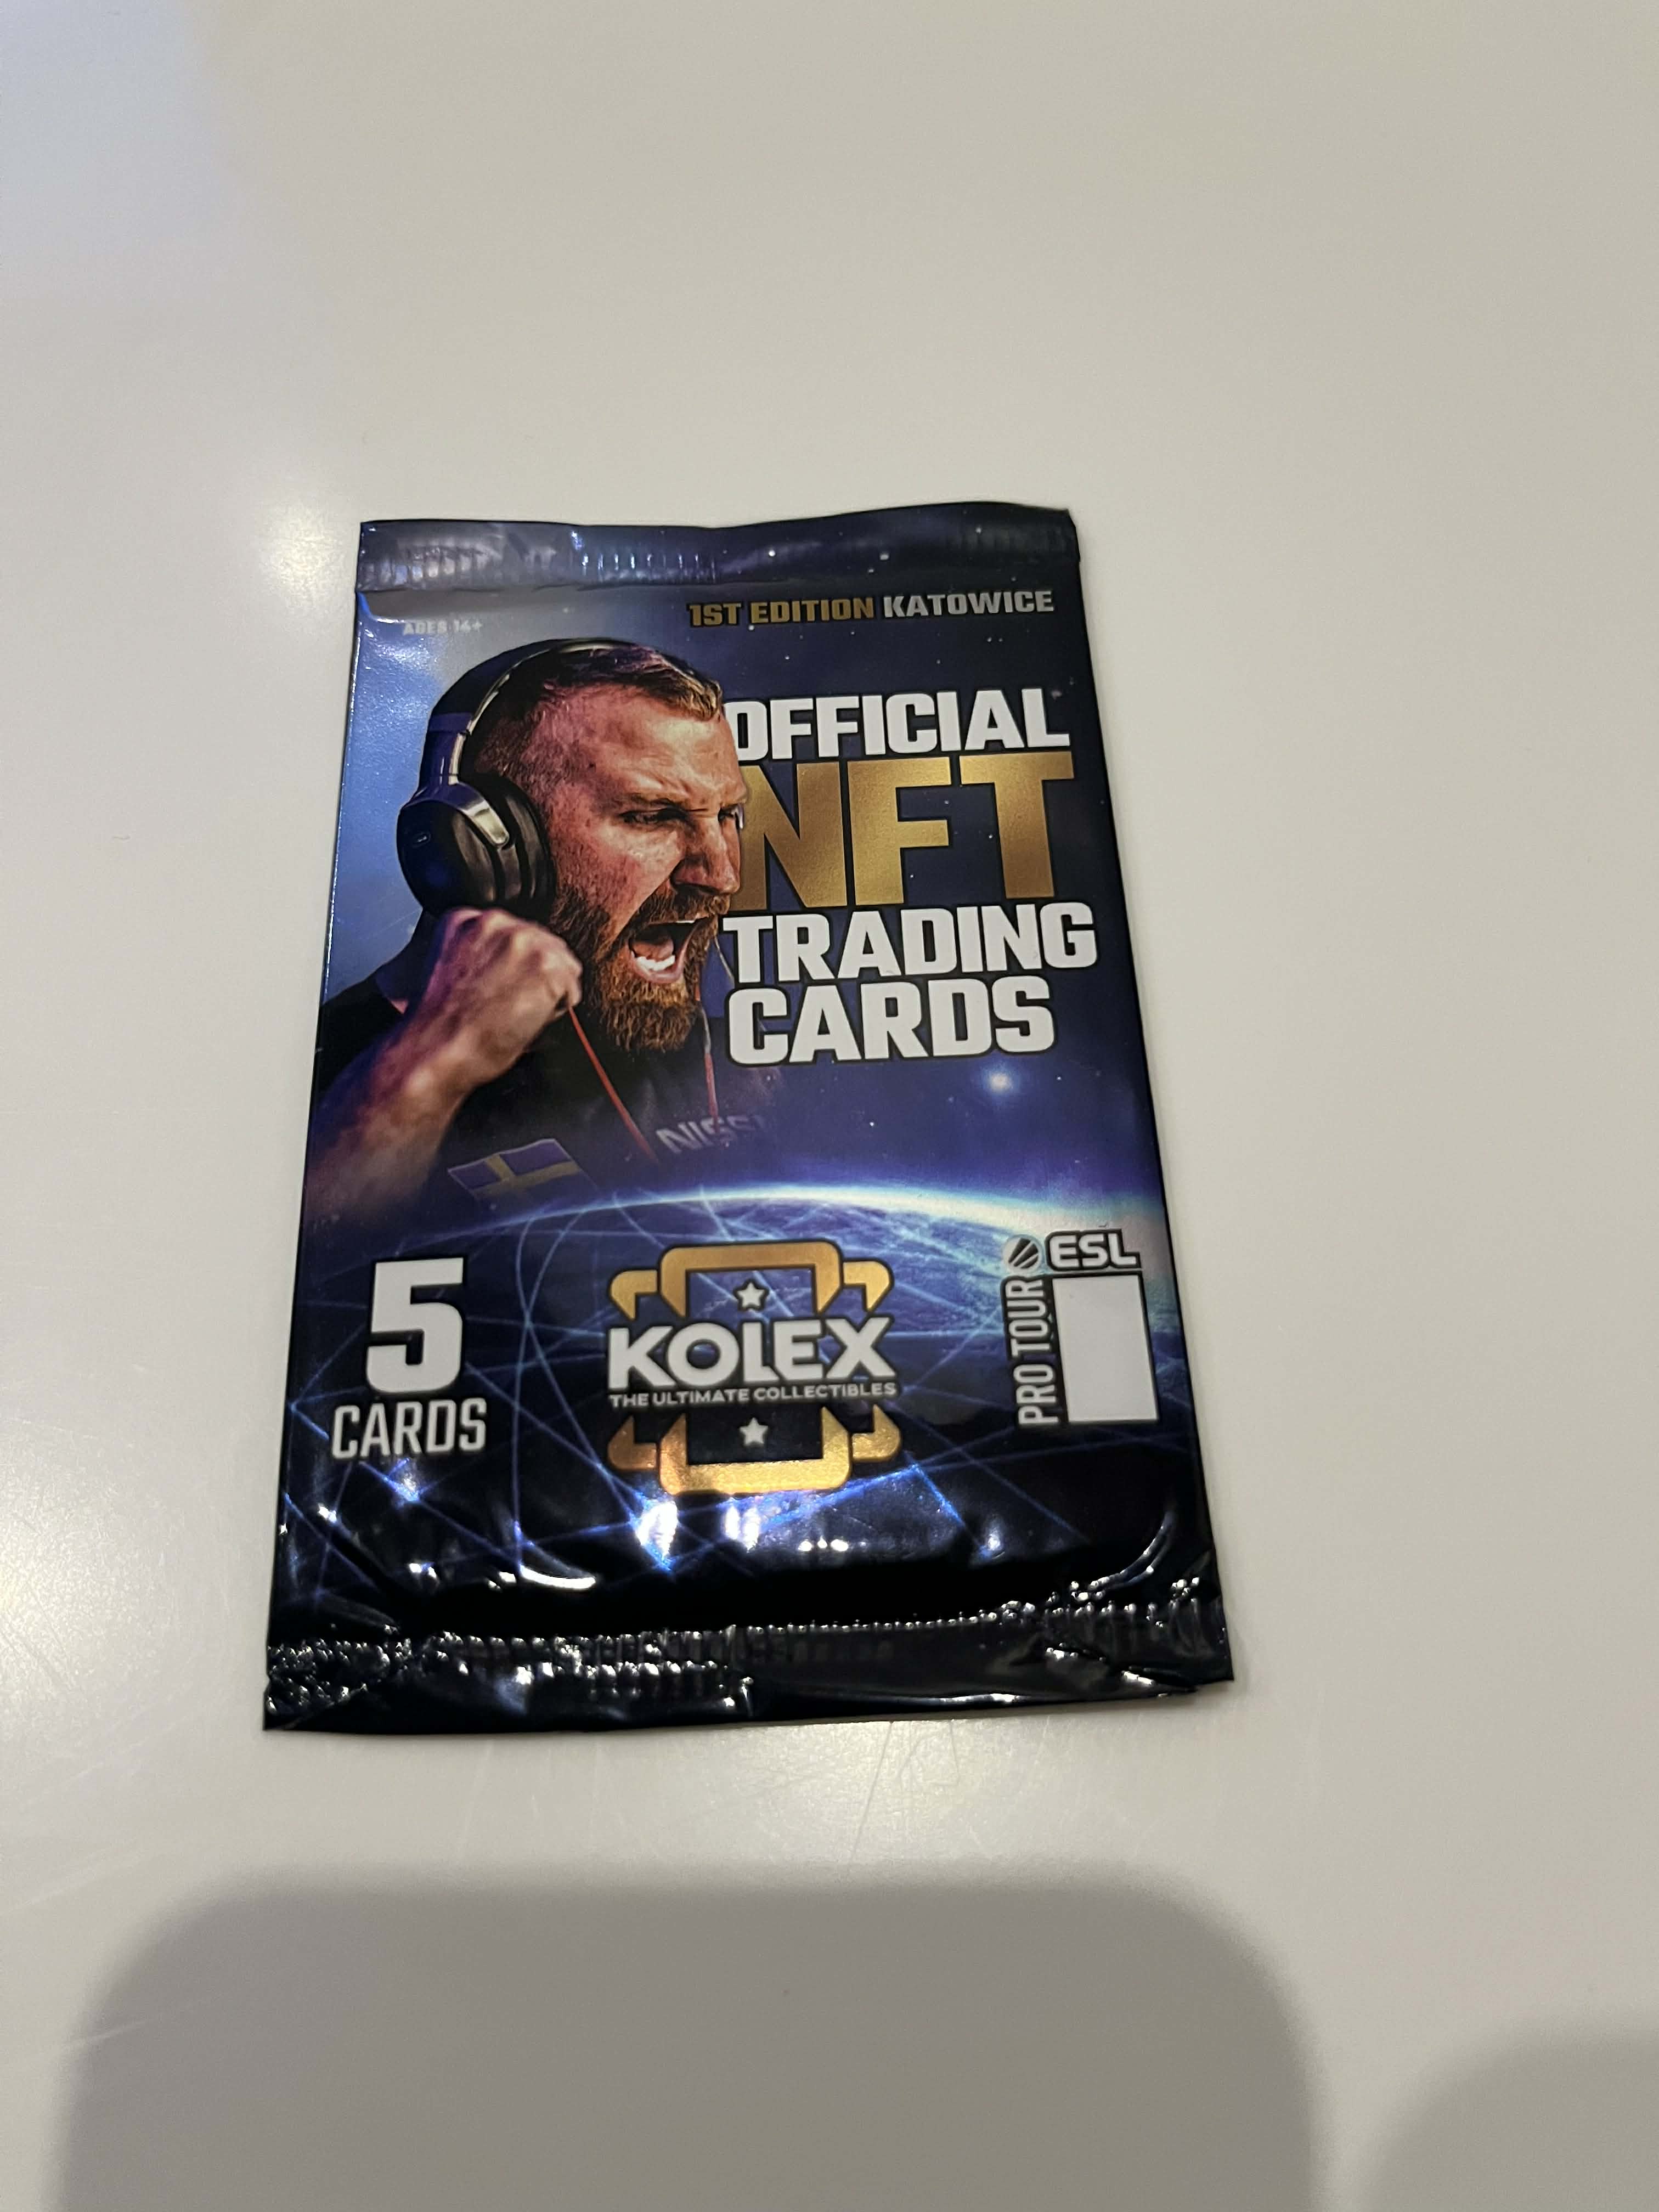 1ST EDITION KATOWICE
AGES 14+
OFFICIAL
NFT
TRADING
CARDS
5
CARDS
KOLEX
THE ULTIMATE COLLECTIBLES
ESL
PRO TOUR